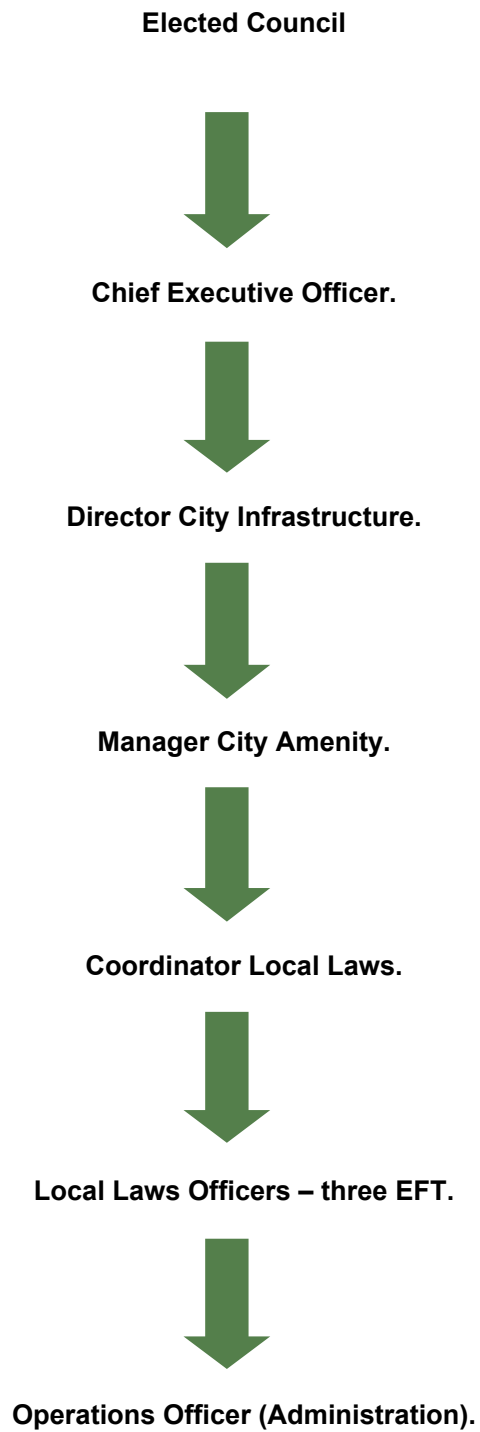 Elected Council
Chief Executive Officer.
Director City Infrastructure.
Manager City Amenity.
Coordinator Local Laws.
Local Laws Officers – three EFT.
Operations Officer (Administration).